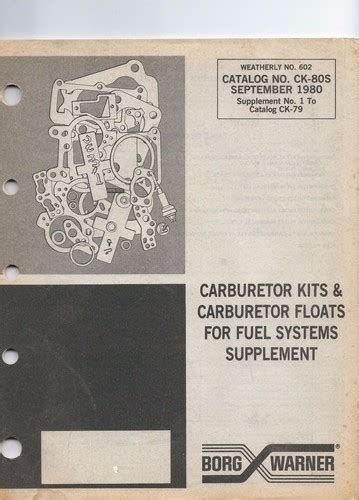 WEATHERLY NO. 602
CATALOG NO. CK-80S
SEPTEMBER 1980
Supplement No. 1 To
Catalog CK-79
CARBURETOR KITS &
CARBURETOR FLOATS
FOR FUEL SYSTEMS
SUPPLEMENT
BORG WARNER®